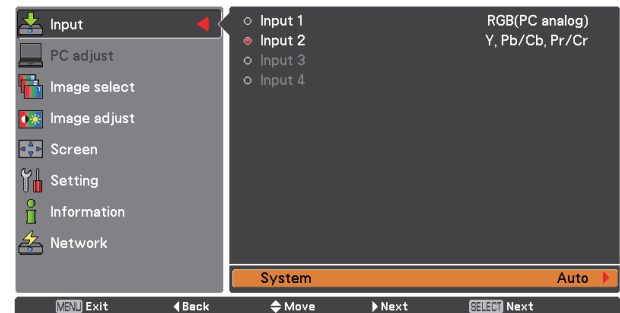 Input
PC adjust
Image select
Image adjust
Screen
Setting
Information
Network
Input 1 RGB(PC analog)
Input 2 Y, Pb/Cb, Pr/Cr
Input 3
Input 4
System Auto
MENU Exit Back Move Next SELECT Next